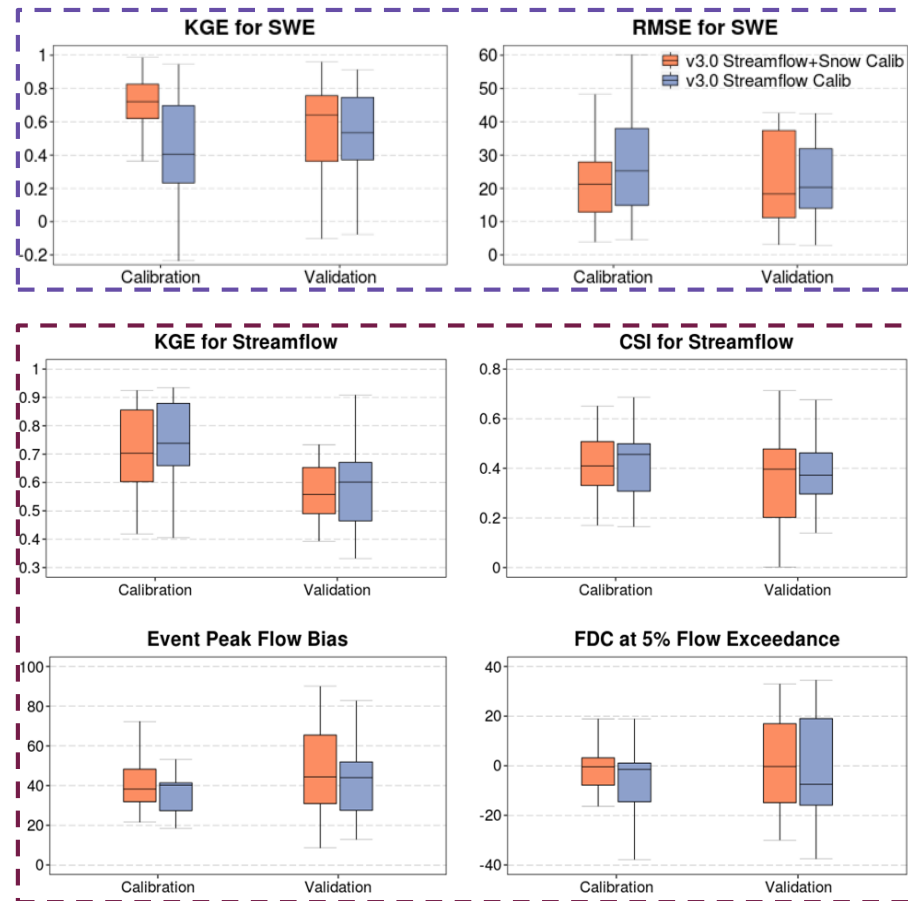 KGE for SWE
1
0.8
0.6
0.4
0.2
0
-0.2
Calibration Validation
RMSE for SWE
60
50
40
30
20
10
0
v3.0 Streamflow+Snow Calib
v3.0 Streamflow Calib
Calibration Validation
KGE for Streamflow
1
0.9
0.8
0.7
0.6
0.5
0.4
0.3
Calibration Validation
CSI for Streamflow
0.8
0.6
0.4
0.2
0
Calibration Validation
Event Peak Flow Bias
100
80
60
40
20
0
Calibration Validation
FDC at 5% Flow Exceedance
40
20
0
-20
-40
Calibration Validation